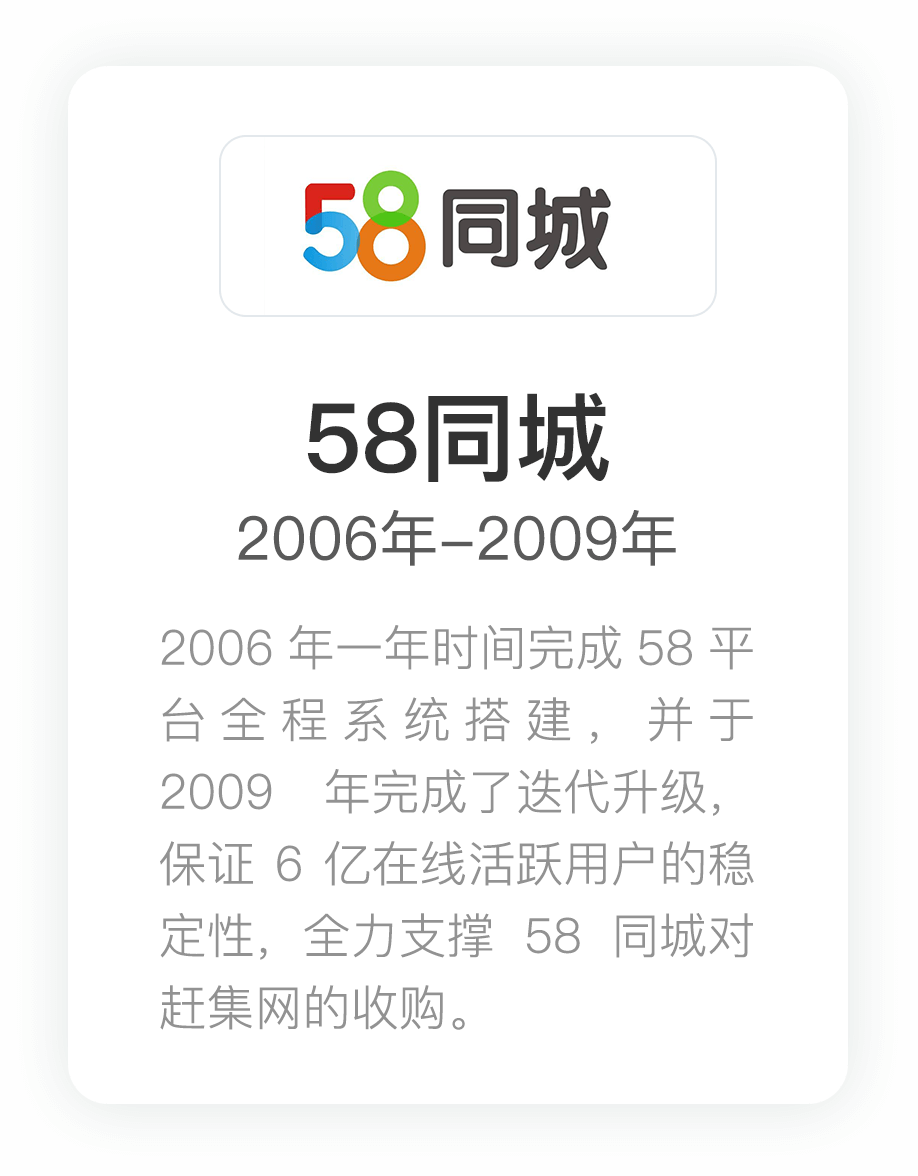 58同城
58同城
2006年–2009年
2006 年一年时间完成 58 平
台全程系统搭建，并于
2009 年完成了迭代升级，
保证 6 亿在线活跃用户的稳
定性，全力支撑 58 同城对
赶集网的收购。